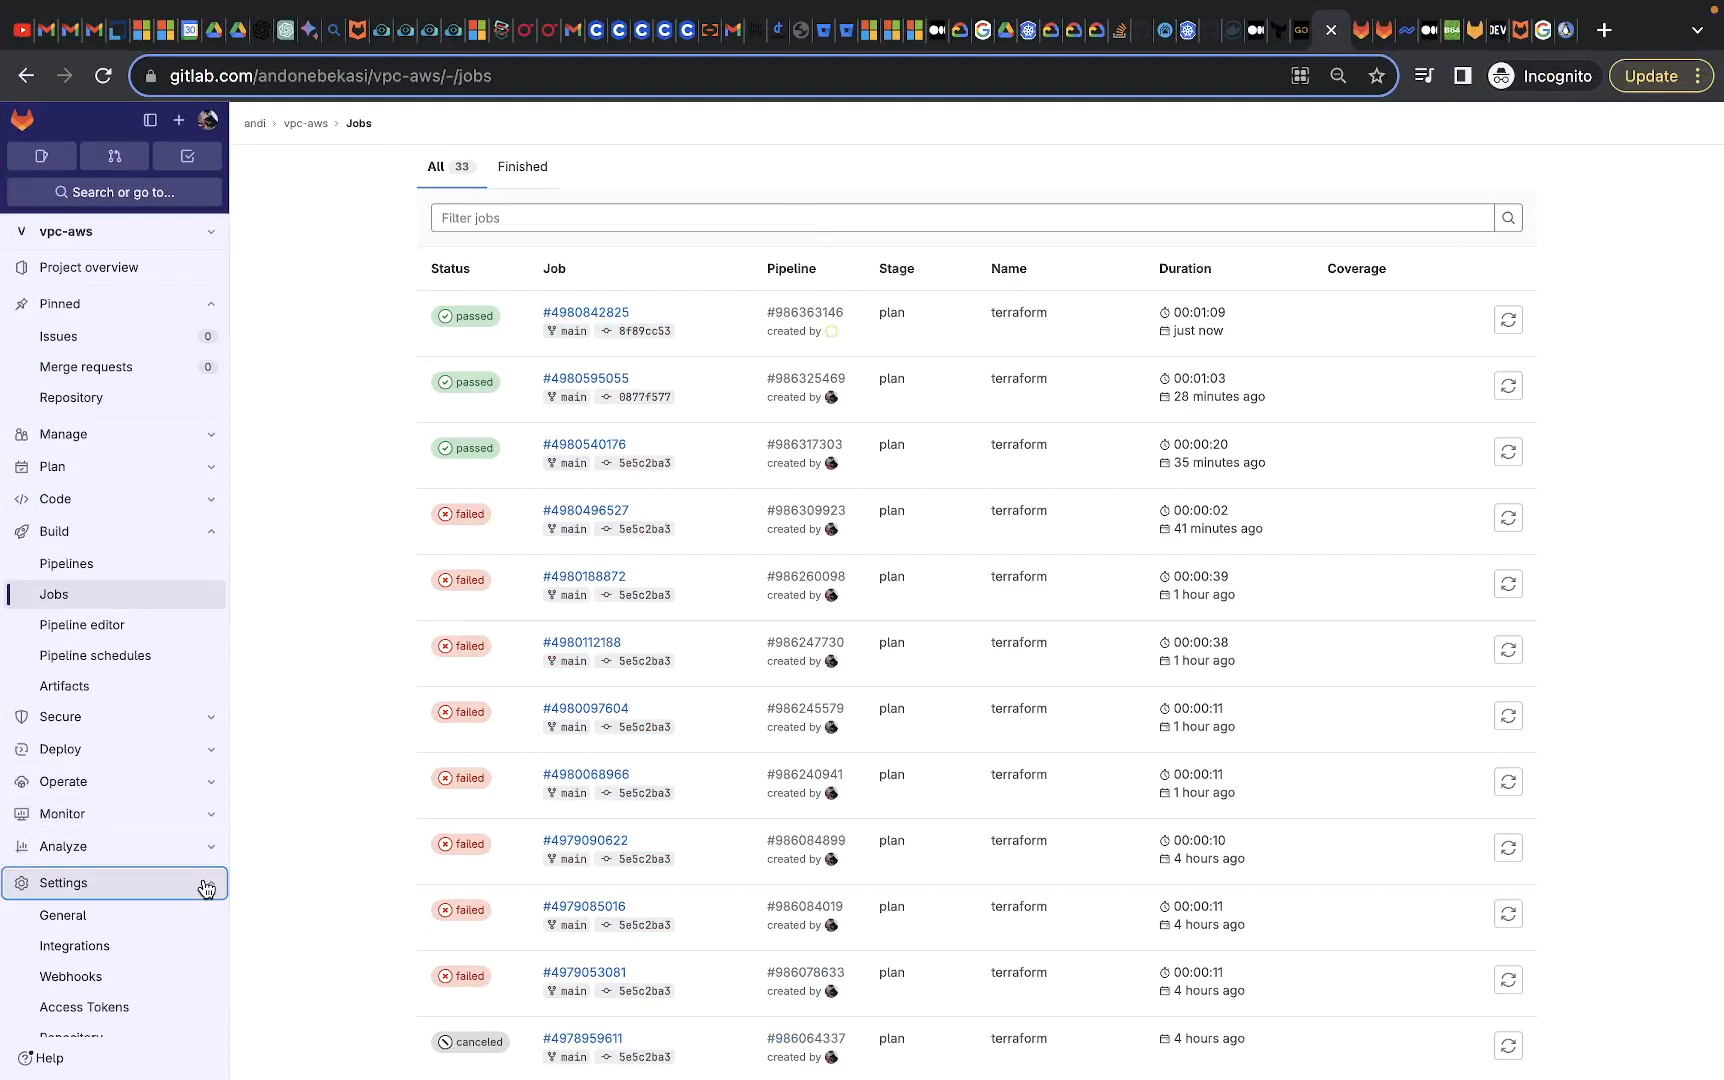 gitlab.com/andonebekasi/vpc-aws/-/jobs
Incognito
Update
Search or go to...
V vpc-aws
Project overview
Pinned
Issues 0
Merge requests 0
Repository
Manage
Plan
Code
Build
Pipelines
Jobs
Pipeline editor
Pipeline schedules
Artifacts
Secure
Deploy
Operate
Monitor
Analyze
Settings
General
Integrations
Webhooks
Access Tokens
Repository
Help
andi › vpc-aws › Jobs
All 33 Finished
Filter jobs
Status Job Pipeline Stage Name Duration Coverage
passed #4980842825 #986363146 plan terraform 00:01:09
main 8f89cc53 created by just now
passed #4980595055 #986325469 plan terraform 00:01:03
main 0877f577 created by 28 minutes ago
passed #4980540176 #986317303 plan terraform 00:00:20
main 5e5c2ba3 created by 35 minutes ago
failed #4980496527 #986309923 plan terraform 00:00:02
main 5e5c2ba3 created by 41 minutes ago
failed #4980188872 #986260098 plan terraform 00:00:39
main 5e5c2ba3 created by 1 hour ago
failed #4980112188 #986247730 plan terraform 00:00:38
main 5e5c2ba3 created by 1 hour ago
failed #4980097604 #986245579 plan terraform 00:00:11
main 5e5c2ba3 created by 1 hour ago
failed #4980068966 #986240941 plan terraform 00:00:11
main 5e5c2ba3 created by 1 hour ago
failed #4979090622 #986084899 plan terraform 00:00:10
main 5e5c2ba3 created by 4 hours ago
failed #4979085016 #986084019 plan terraform 00:00:11
main 5e5c2ba3 created by 4 hours ago
failed #4979053081 #986078633 plan terraform 00:00:11
main 5e5c2ba3 created by 4 hours ago
canceled #4978959611 #986064337 plan terraform 4 hours ago
main 5e5c2ba3 created by